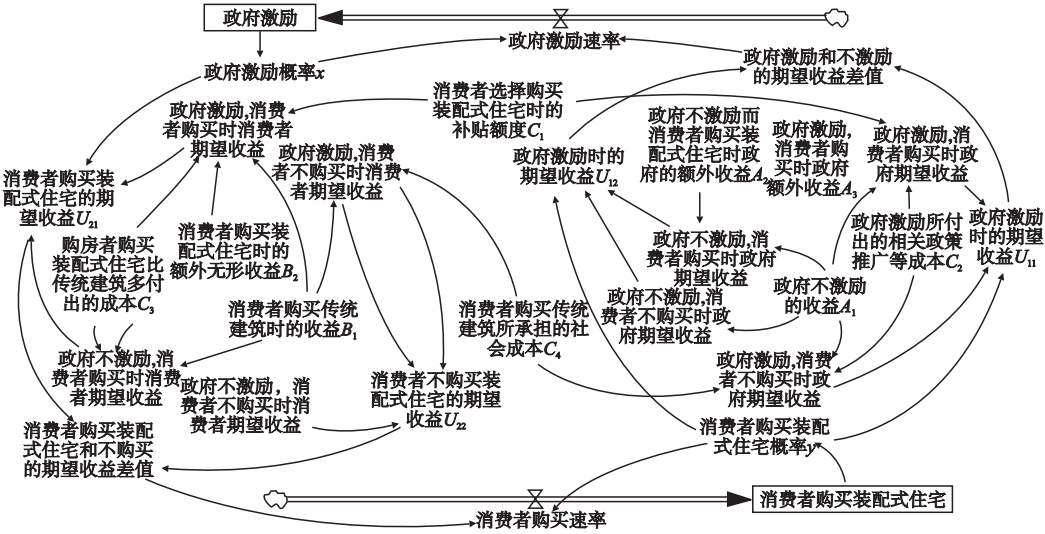 政府激励
政府激励速率
政府激励概率x
政府激励和不激励
的期望收益差值
消费者选择购买
装配式住宅时的
补贴额度C₁
政府激励,消费
者购买时消费者
期望收益
政府激励,消费
者不购买时消费
者期望收益
政府激励时的
期望收益U₁₂
政府不激励而
消费者购买装
配式住宅时政
府的额外收益A₂
政府激励,
消费者购
买时政府
额外收益A₃
政府激励,消
费者购买时政
府期望收益
消费者购买装
配式住宅的期
望收益U₂₁
购房者购买
装配式住宅比
传统建筑多付
出的成本C₃
消费者购买装
配式住宅时的
额外无形收益B₂
政府不激励,消
费者购买时政府
期望收益
政府激励所付
出的相关政策
推广等成本C₂
政府激励
时的期望
收益U₁₁
消费者购买传统
建筑时的收益B₁
消费者购买传统
建筑所承担的社
会成本C₄
政府不激励,消
费者不购买时政
府期望收益
政府不激励
的收益A₁
政府不激励,消
费者购买时消费
者期望收益
政府不激励，消
费者不购买时消
费者期望收益
消费者不购买装
配式住宅的期望
收益U₂₂
政府激励,消费
者不购买时政
府期望收益
消费者购买装配
式住宅和不购买
的期望收益差值
消费者购买装配
式住宅概率y
消费者购买速率
消费者购买装配式住宅